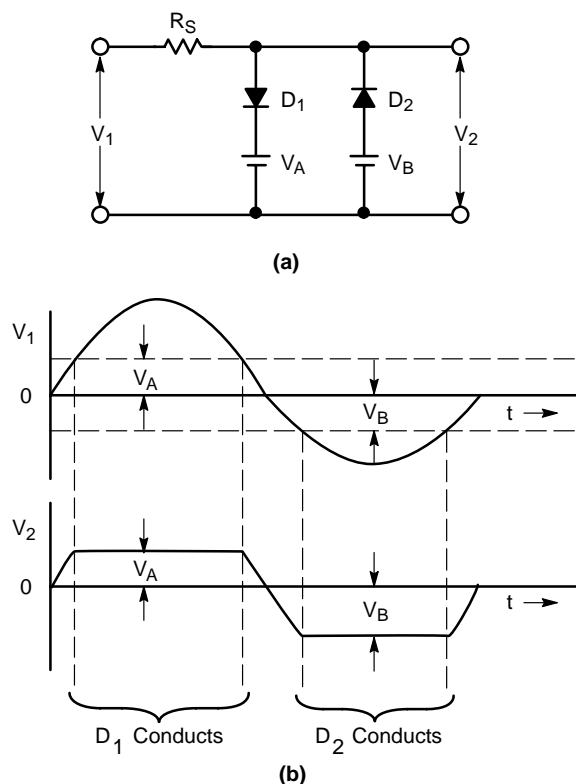 R_S
D_1 D_2
V_1 V_2
V_A V_B
(a)
V_1
V_A
0
V_B
t
V_2
V_A
0
V_B
t
D_1 Conducts D_2 Conducts
(b)